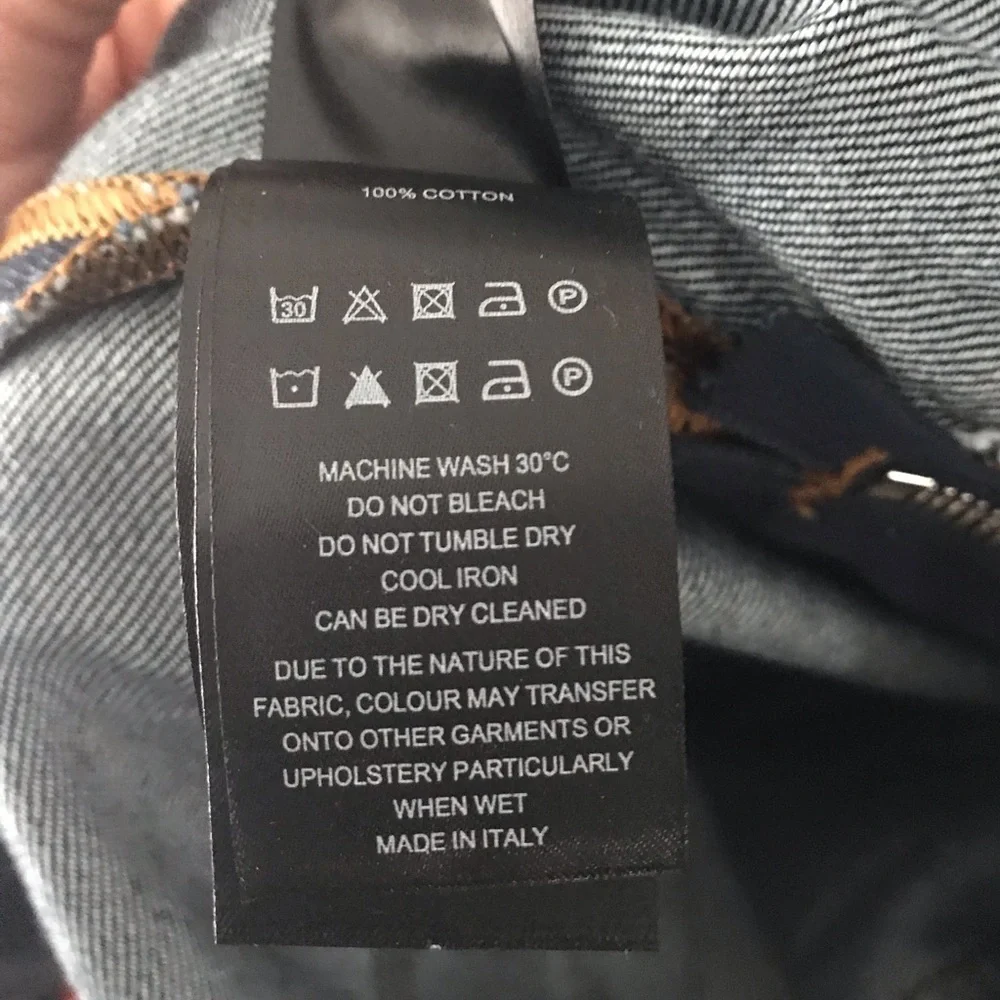 100% COTTON
30 P
P
MACHINE WASH 30°C
DO NOT BLEACH
DO NOT TUMBLE DRY
COOL IRON
CAN BE DRY CLEANED
DUE TO THE NATURE OF THIS
FABRIC, COLOUR MAY TRANSFER
ONTO OTHER GARMENTS OR
UPHOLSTERY PARTICULARLY
WHEN WET
MADE IN ITALY